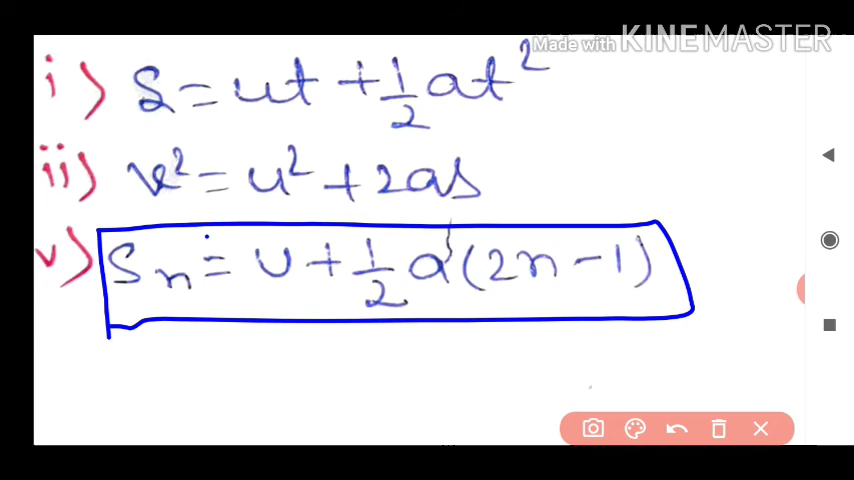 Made with KINEMASTER
i) S = ut + 1/2 at²
ii) v² = u² + 2as
v) Sn = u + 1/2 a (2n - 1)